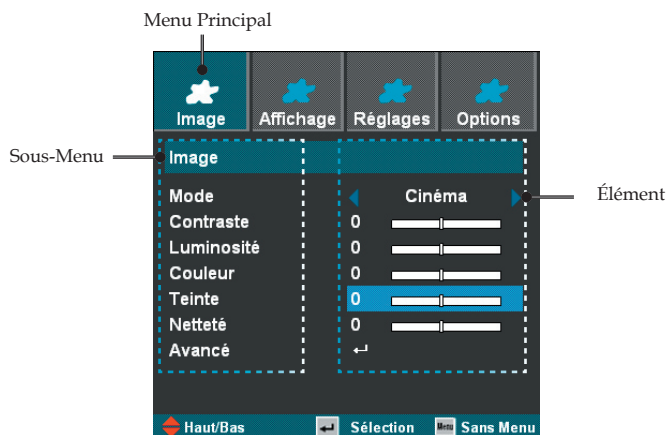 Menu Principal
Image Affichage Réglages Options
Sous-Menu
Image
Élément
Mode Cinéma
Contraste 0
Luminosité 0
Couleur 0
Teinte 0
Netteté 0
Avancé
Haut/Bas Sélection Menu Sans Menu